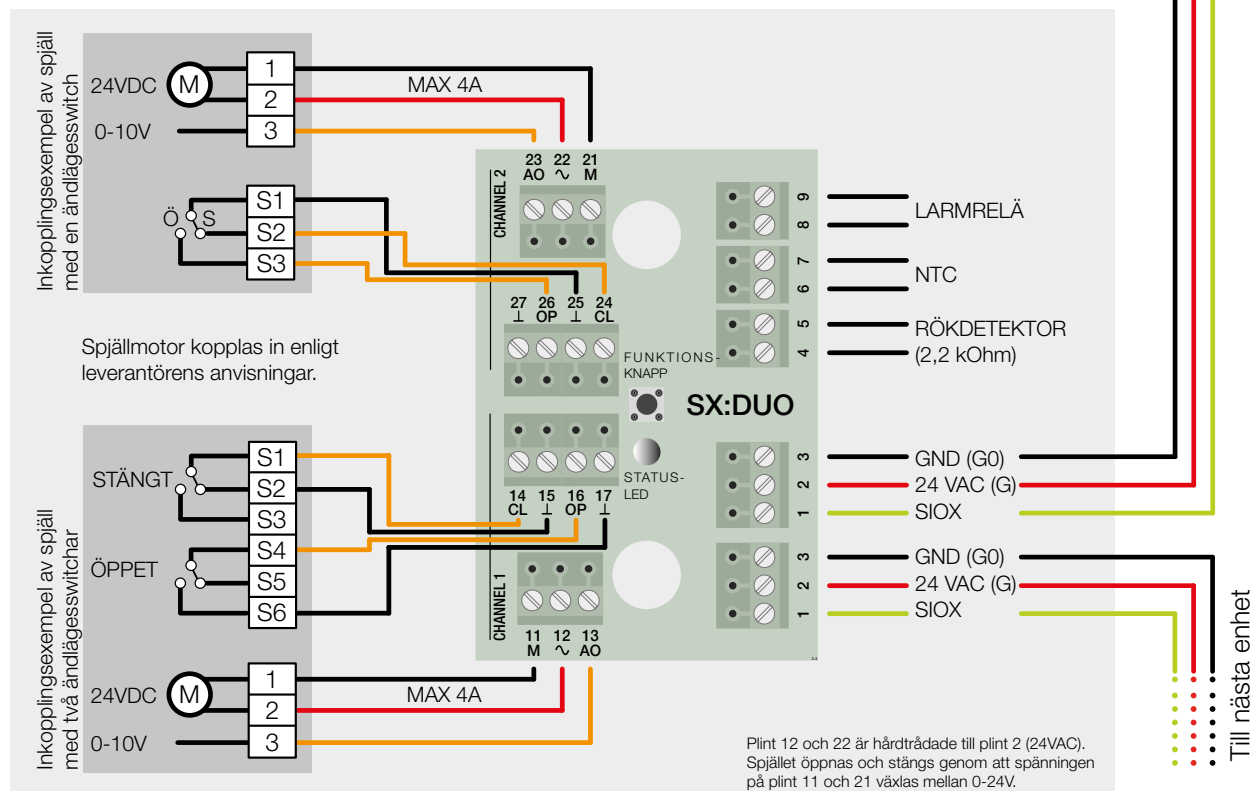 Inkopplingsexempel av spjäll
med en ändlägesswitch
24VDC
M
1
2
3
0-10V
MAX 4A
Ö
S
S1
S2
S3
23
AO
22
∿
21
M
CHANNEL 2
27
⊥
26
OP
25
⊥
24
CL
Spjällmotor kopplas in enligt
leverantörens anvisningar.
FUNKTIONS-
KNAPP
SX:DUO
STATUS-
LED
9
8
LARMRELÄ
7
6
NTC
5
4
RÖKDETEKTOR
(2,2 kOhm)
3
GND (G0)
2
24 VAC (G)
1
SIOX
3
GND (G0)
2
24 VAC (G)
1
SIOX
Till nästa enhet
Inkopplingsexempel av spjäll
med två ändlägesswitchar
STÄNGT
ÖPPET
S1
S2
S3
S4
S5
S6
14
CL
15
⊥
16
OP
17
⊥
CHANNEL 1
11
M
12
∿
13
AO
24VDC
M
1
2
3
0-10V
MAX 4A
Plint 12 och 22 är hårdtrådade till plint 2 (24VAC).
Spjället öppnas och stängs genom att spänningen
på plint 11 och 21 växlas mellan 0-24V.